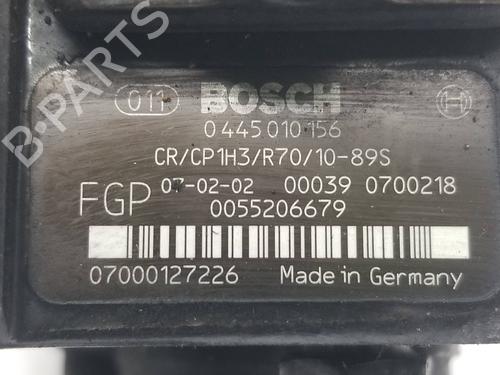 011 BOSCH
0 445 010 156
CR/CP1H3/R70/10-89S
FGP 07-02-02 00039 0700218
0055206679
07000127226 Made in Germany
B-PARTS